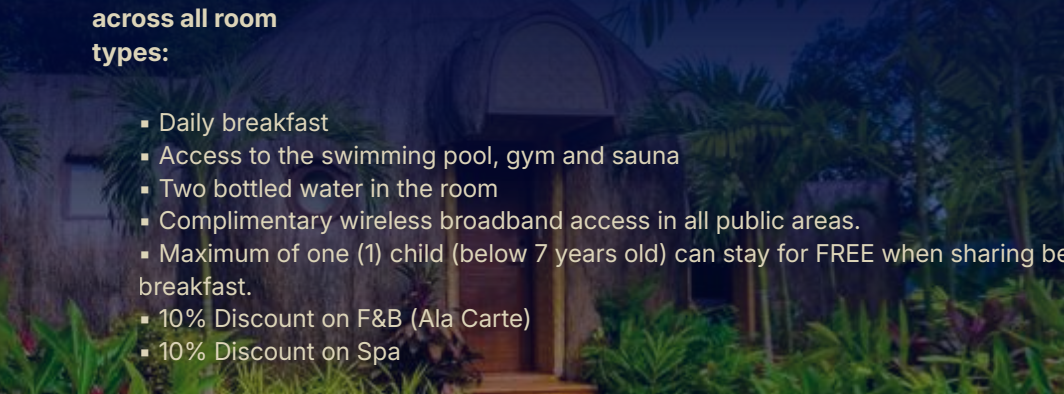 across all room
types:
▪ Daily breakfast
▪ Access to the swimming pool, gym and sauna
▪ Two bottled water in the room
▪ Complimentary wireless broadband access in all public areas.
▪ Maximum of one (1) child (below 7 years old) can stay for FREE when sharing
breakfast.
▪ 10% Discount on F&B (Ala Carte)
▪ 10% Discount on Spa